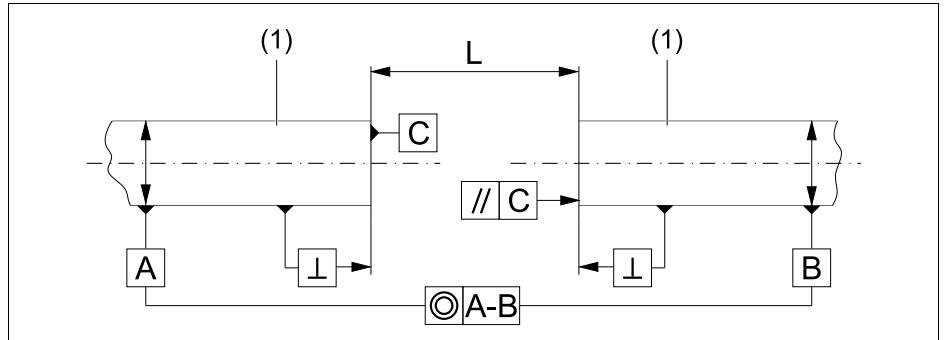 (1) (1)
L
C
// C
A ⊥ ⊥ B
◎ A-B